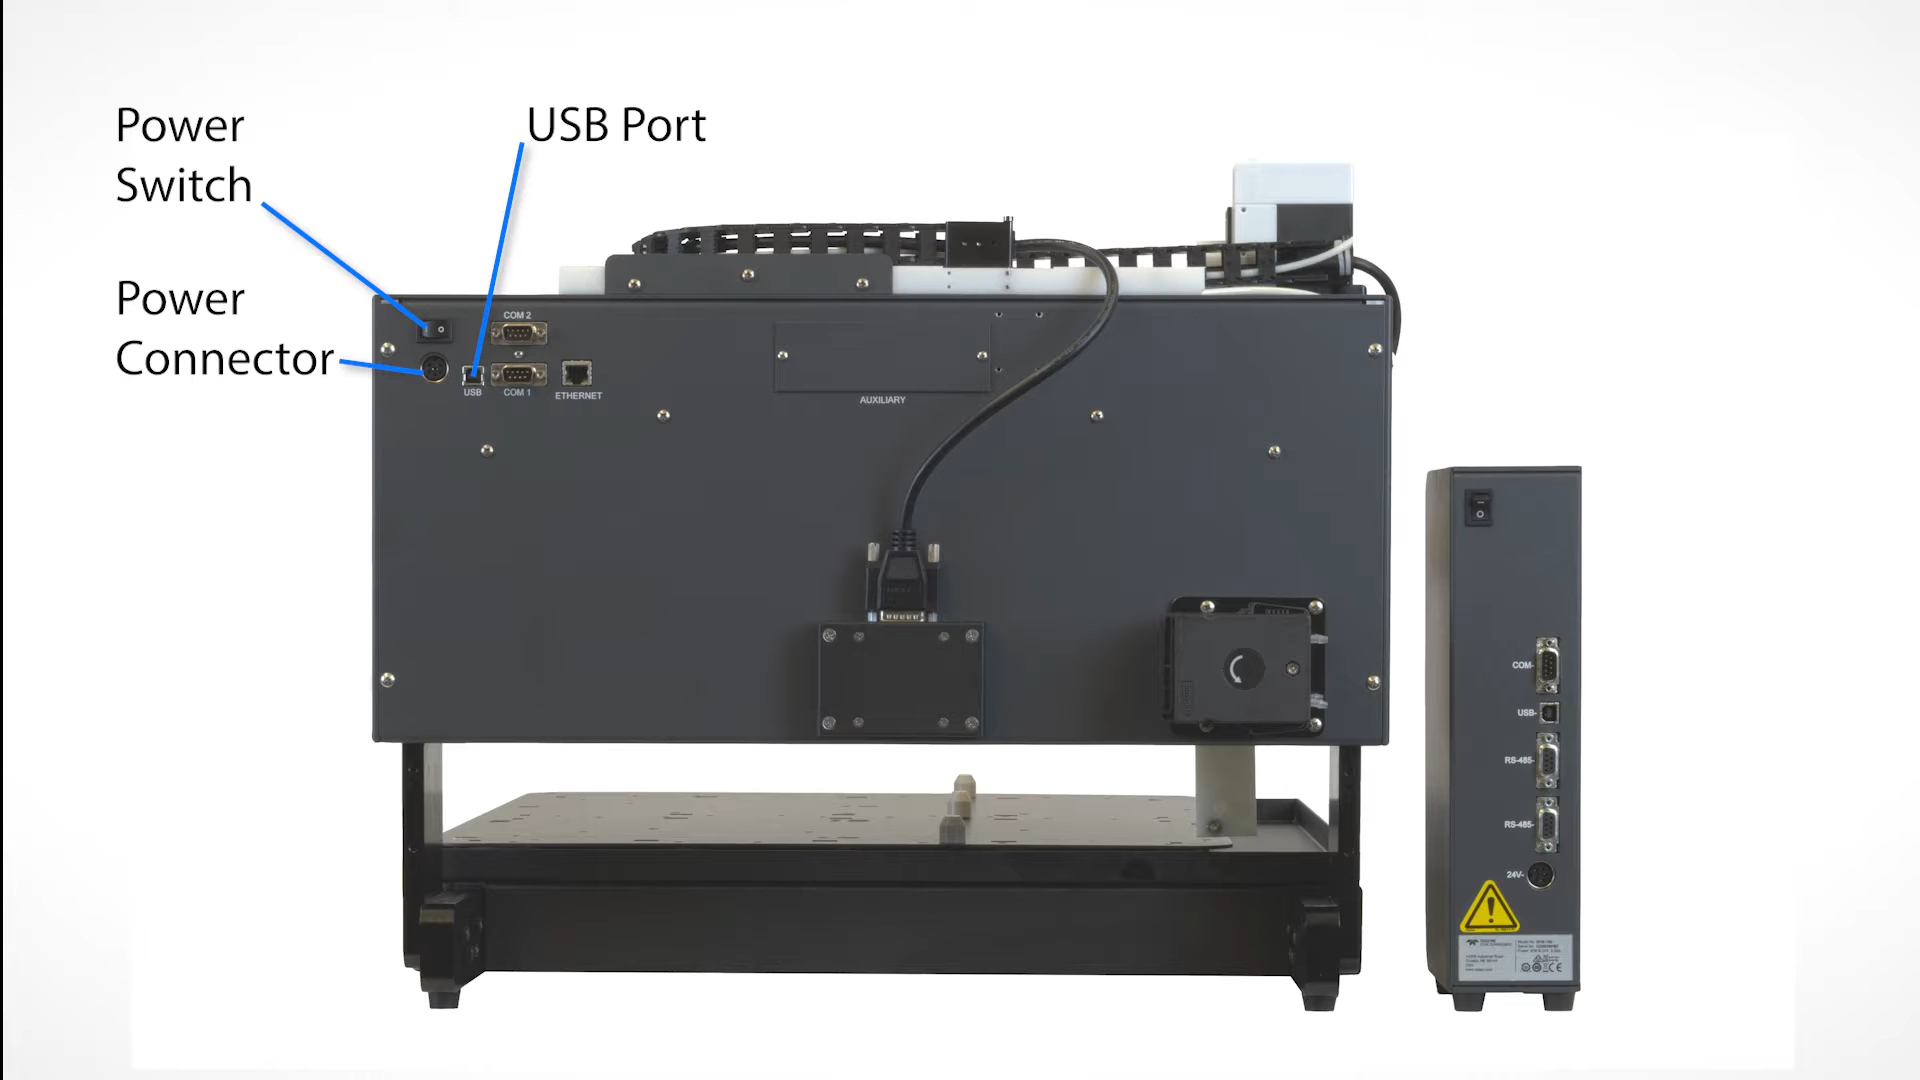 Power
Switch
USB Port
Power
Connector
COM 2
USB
COM 1
ETHERNET
AUXILIARY
COM-
USB-
RS-485-
RS-485-
24V-